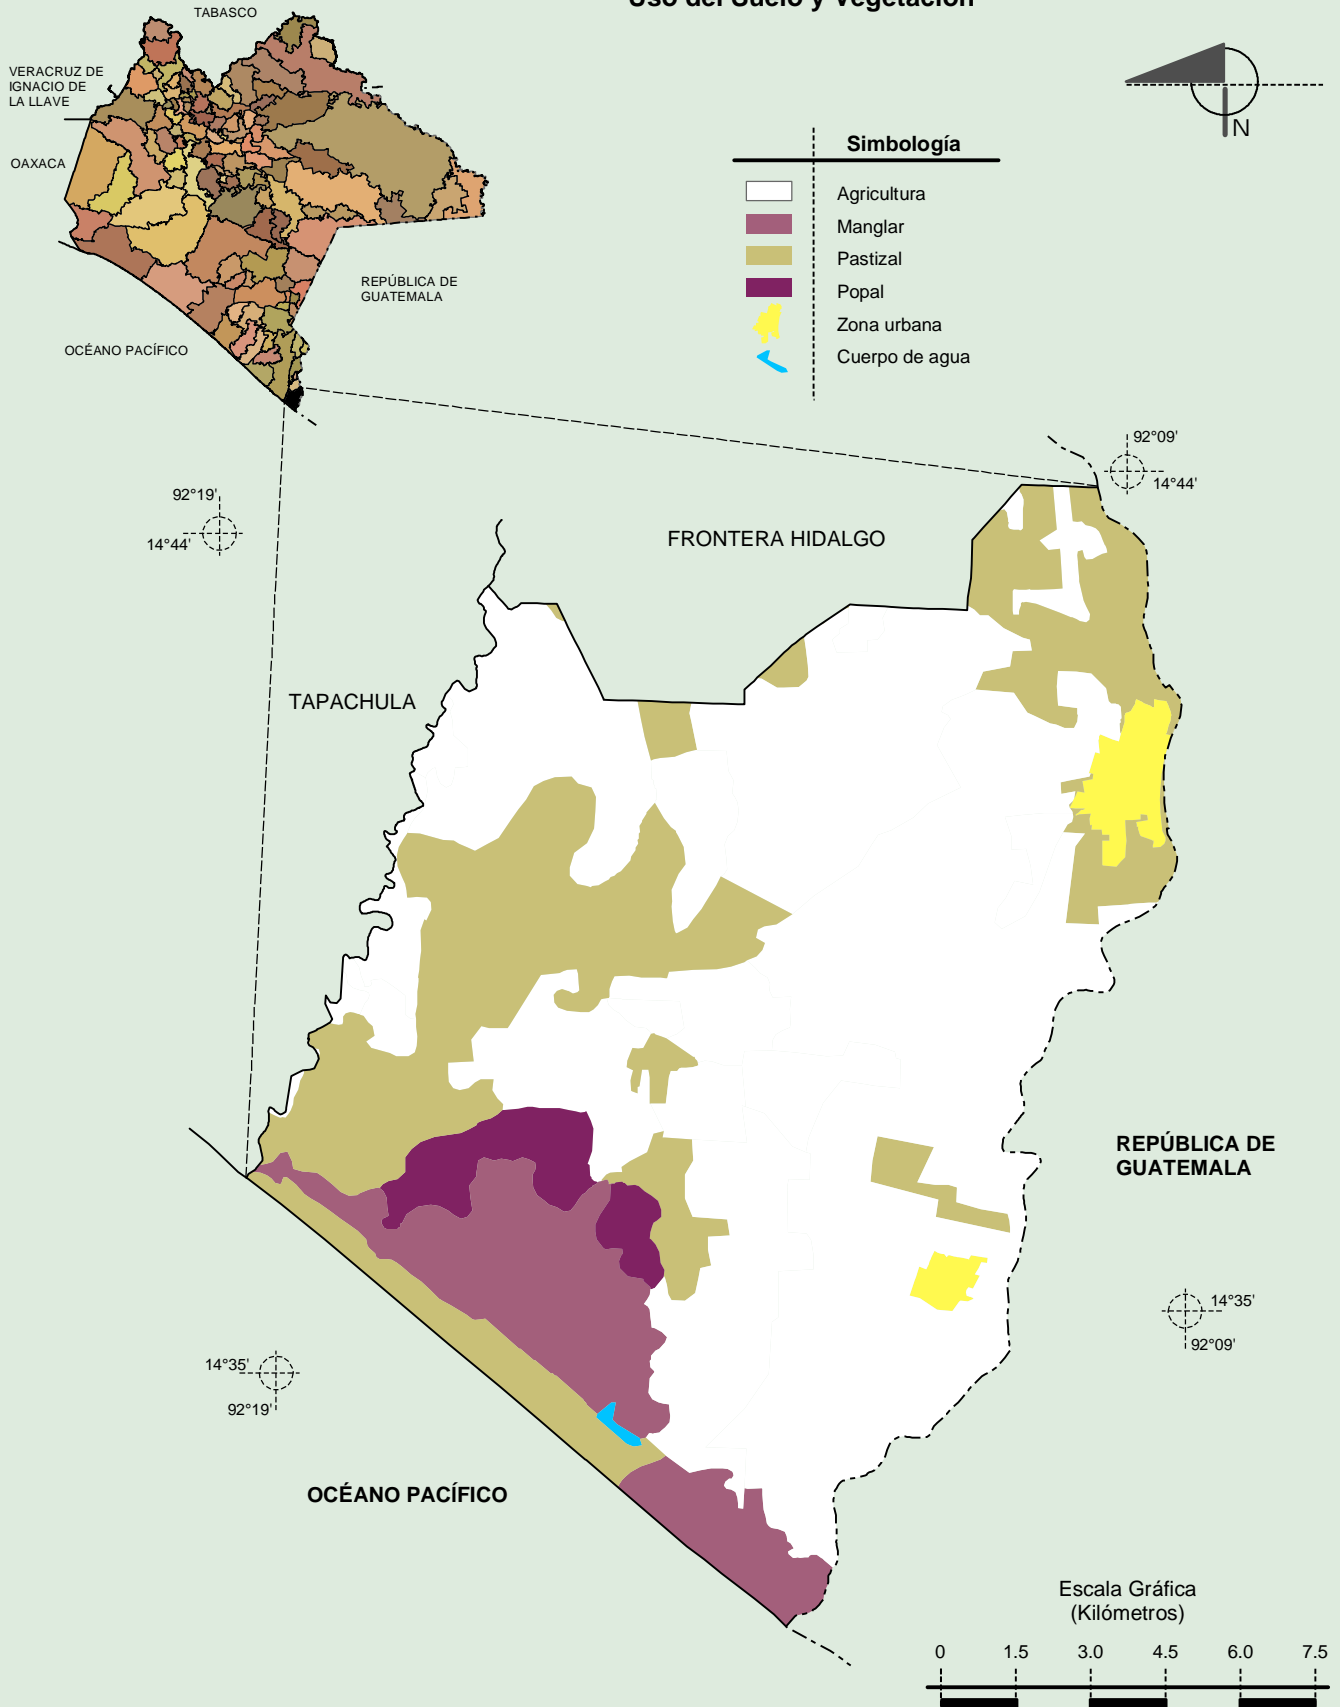 Uso del Suelo y Vegetación
TABASCO
VERACRUZ DE
IGNACIO DE
LA LLAVE
OAXACA
REPÚBLICA DE
GUATEMALA
OCÉANO PACÍFICO
N
Simbología
Agricultura
Manglar
Pastizal
Popal
Zona urbana
Cuerpo de agua
92°09'
14°44'
92°19'
14°44'
FRONTERA HIDALGO
TAPACHULA
REPÚBLICA DE
GUATEMALA
14°35'
92°09'
14°35'
92°19'
OCÉANO PACÍFICO
Escala Gráfica
(Kilómetros)
0 1.5 3.0 4.5 6.0 7.5